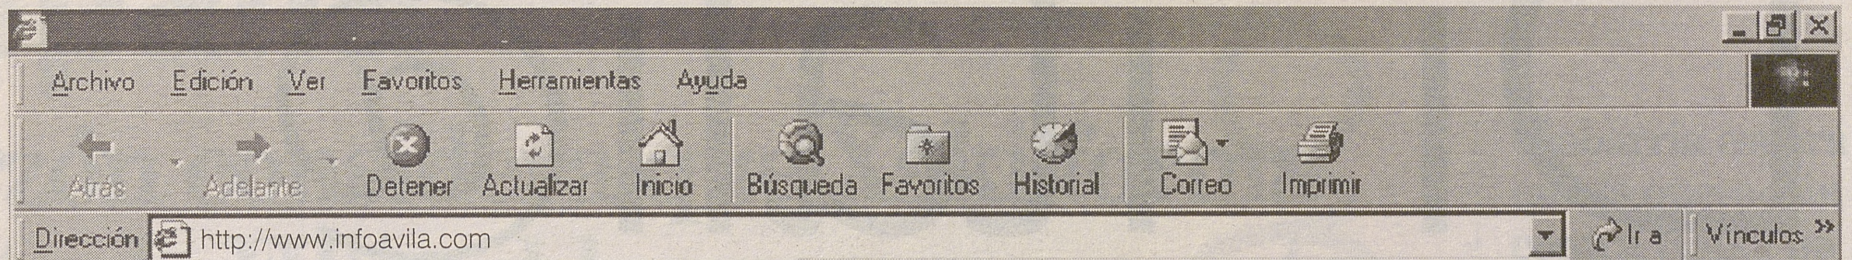 Archivo Edición Ver Favoritos Herramientas Ayuda
Atrás Adelante Detener Actualizar Inicio Búsqueda Favoritos Historial Correo Imprimir
Dirección http://www.infoavila.com Ir a Vínculos »